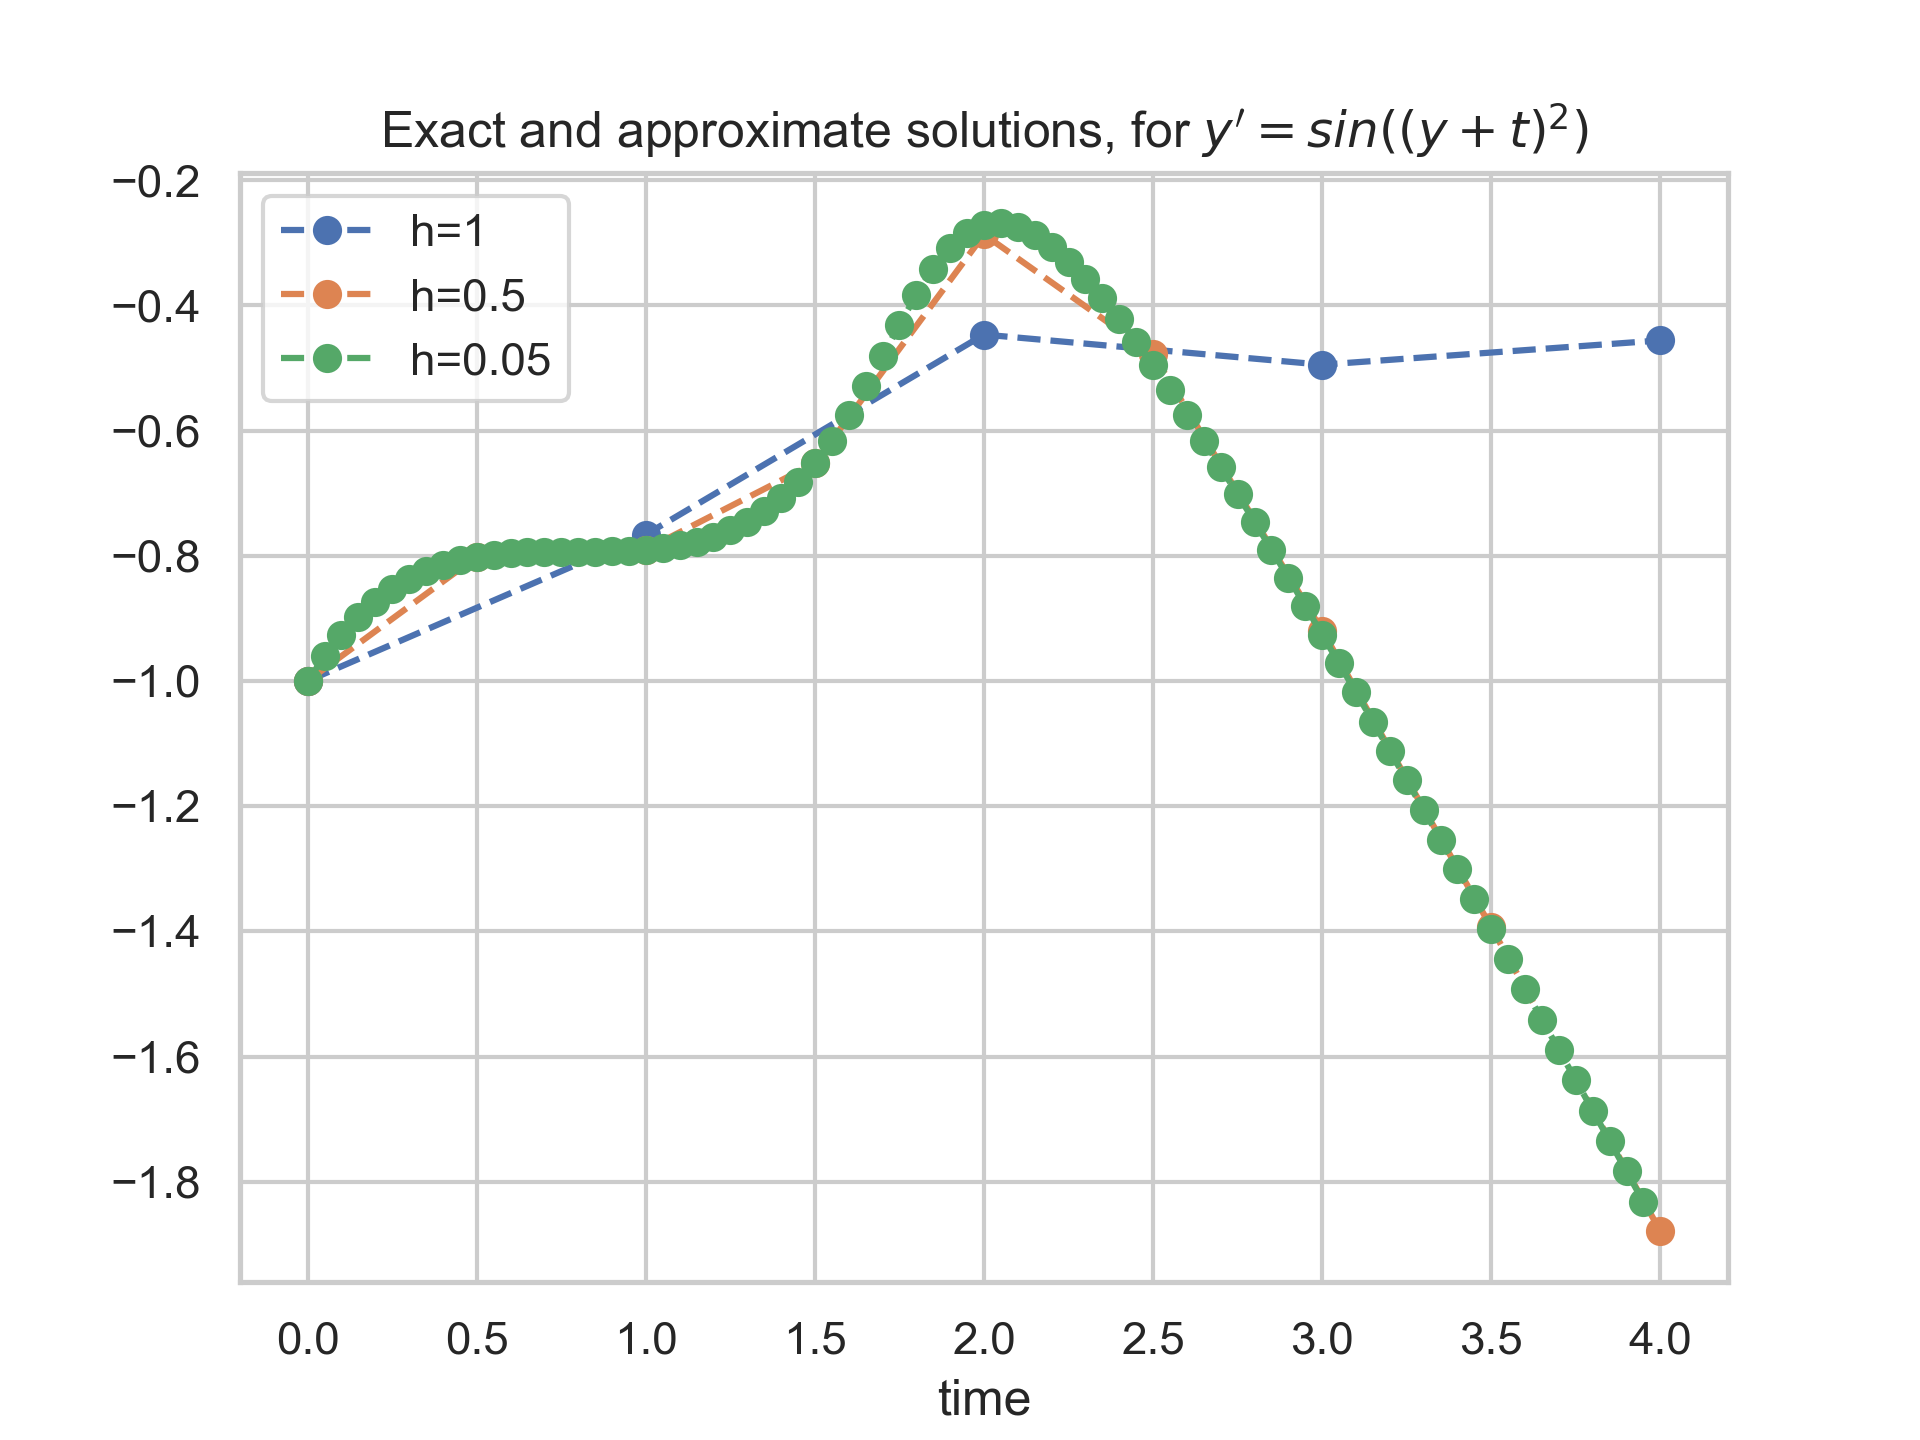 Exact and approximate solutions, for $y' = sin((y + t)^2)$
−0.2
−0.4
−0.6
−0.8
−1.0
−1.2
−1.4
−1.6
−1.8
h=1
h=0.5
h=0.05
0.0 0.5 1.0 1.5 2.0 2.5 3.0 3.5 4.0
time